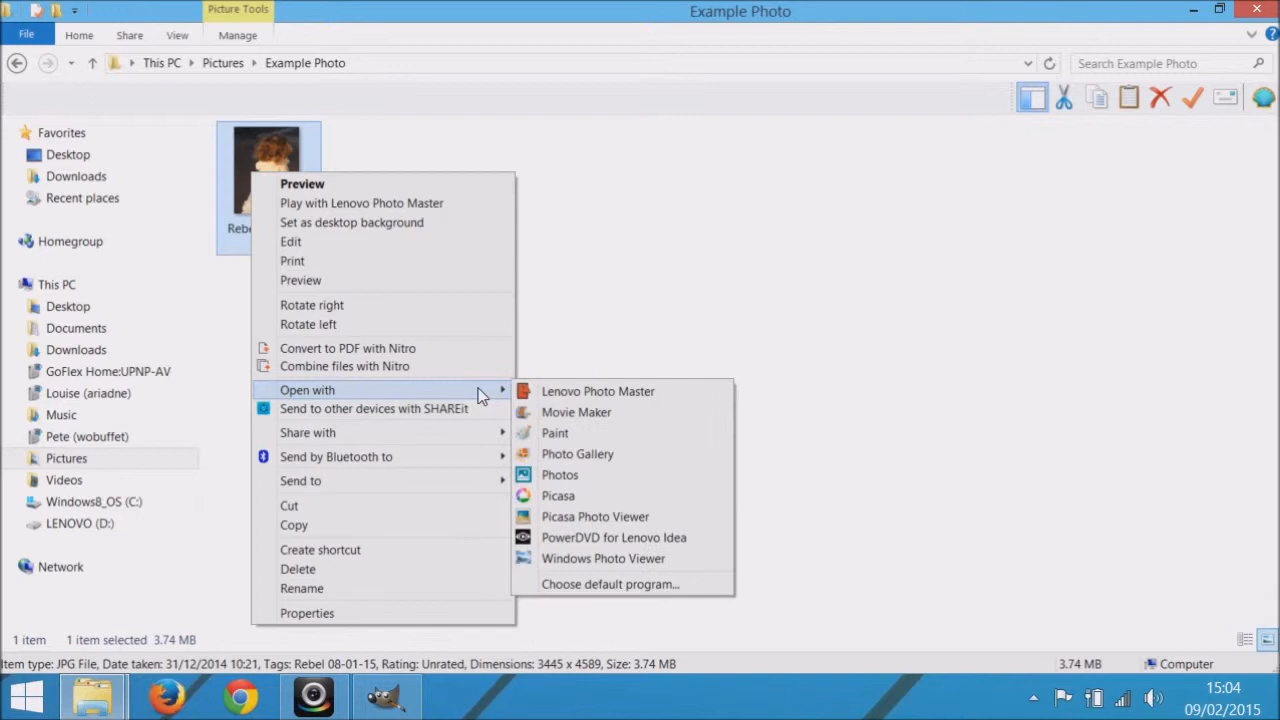 Picture Tools
Example Photo
File
Home
Share
View
Manage
This PC
Pictures
Example Photo
Search Example Photo
Favorites
Desktop
Downloads
Recent places
Homegroup
This PC
Desktop
Documents
Downloads
GoFlex Home:UPNP-AV
Louise (ariadne)
Music
Pete (wobuffet)
Pictures
Videos
Windows8_OS (C:)
LENOVO (D:)
Network
Preview
Play with Lenovo Photo Master
Set as desktop background
Edit
Print
Preview
Rotate right
Rotate left
Convert to PDF with Nitro
Combine files with Nitro
Open with
Send to other devices with SHAREit
Share with
Send by Bluetooth to
Send to
Cut
Copy
Create shortcut
Delete
Rename
Properties
Lenovo Photo Master
Movie Maker
Paint
Photo Gallery
Photos
Picasa
Picasa Photo Viewer
PowerDVD for Lenovo Idea
Windows Photo Viewer
Choose default program...
1 item
1 item selected 3.74 MB
Item type: JPG File, Date taken: 31/12/2014 10:21, Tags: Rebel 08-01-15, Rating: Unrated, Dimensions: 3445 x 4589, Size: 3.74 MB
3.74 MB
Computer
15:04
09/02/2015